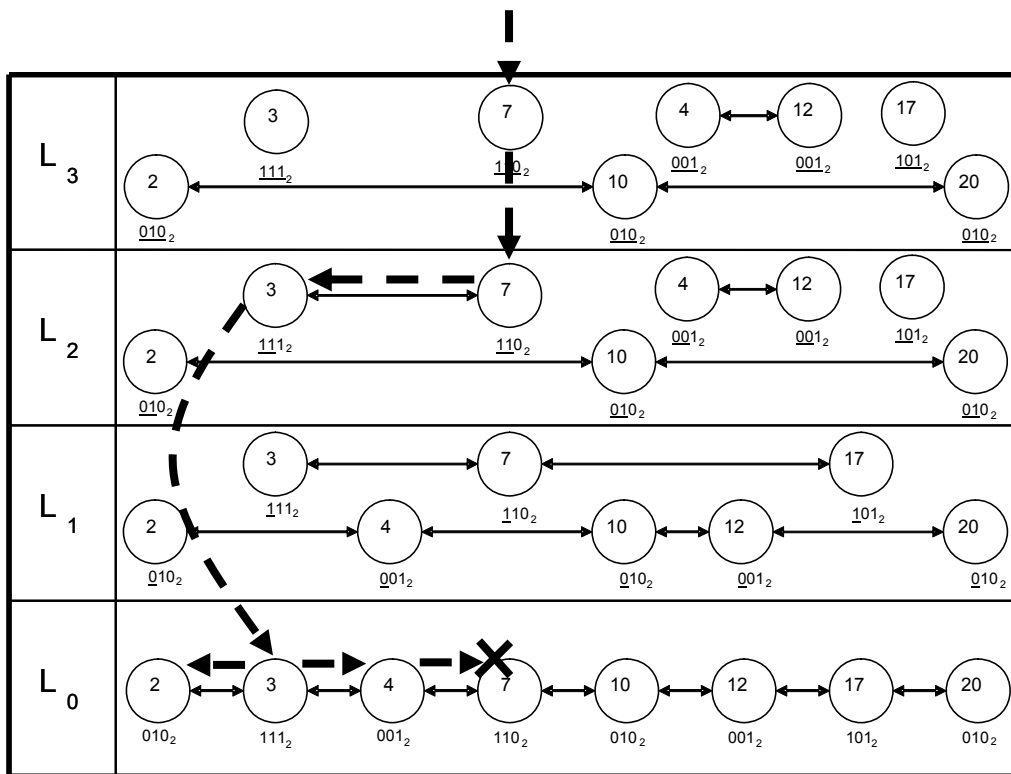 3 7 4 12 17
111₂ 110₂ 001₂ 001₂ 101₂
L₃
2 10 20
010₂ 010₂ 010₂
3 7 4 12 17
111₂ 110₂ 001₂ 001₂ 101₂
L₂
2 10 20
010₂ 010₂ 010₂
3 7 17
111₂ 110₂ 101₂
L₁
2 4 10 12 20
010₂ 001₂ 010₂ 001₂ 010₂
L₀
2 3 4 7 10 12 17 20
010₂ 111₂ 001₂ 110₂ 010₂ 001₂ 101₂ 010₂